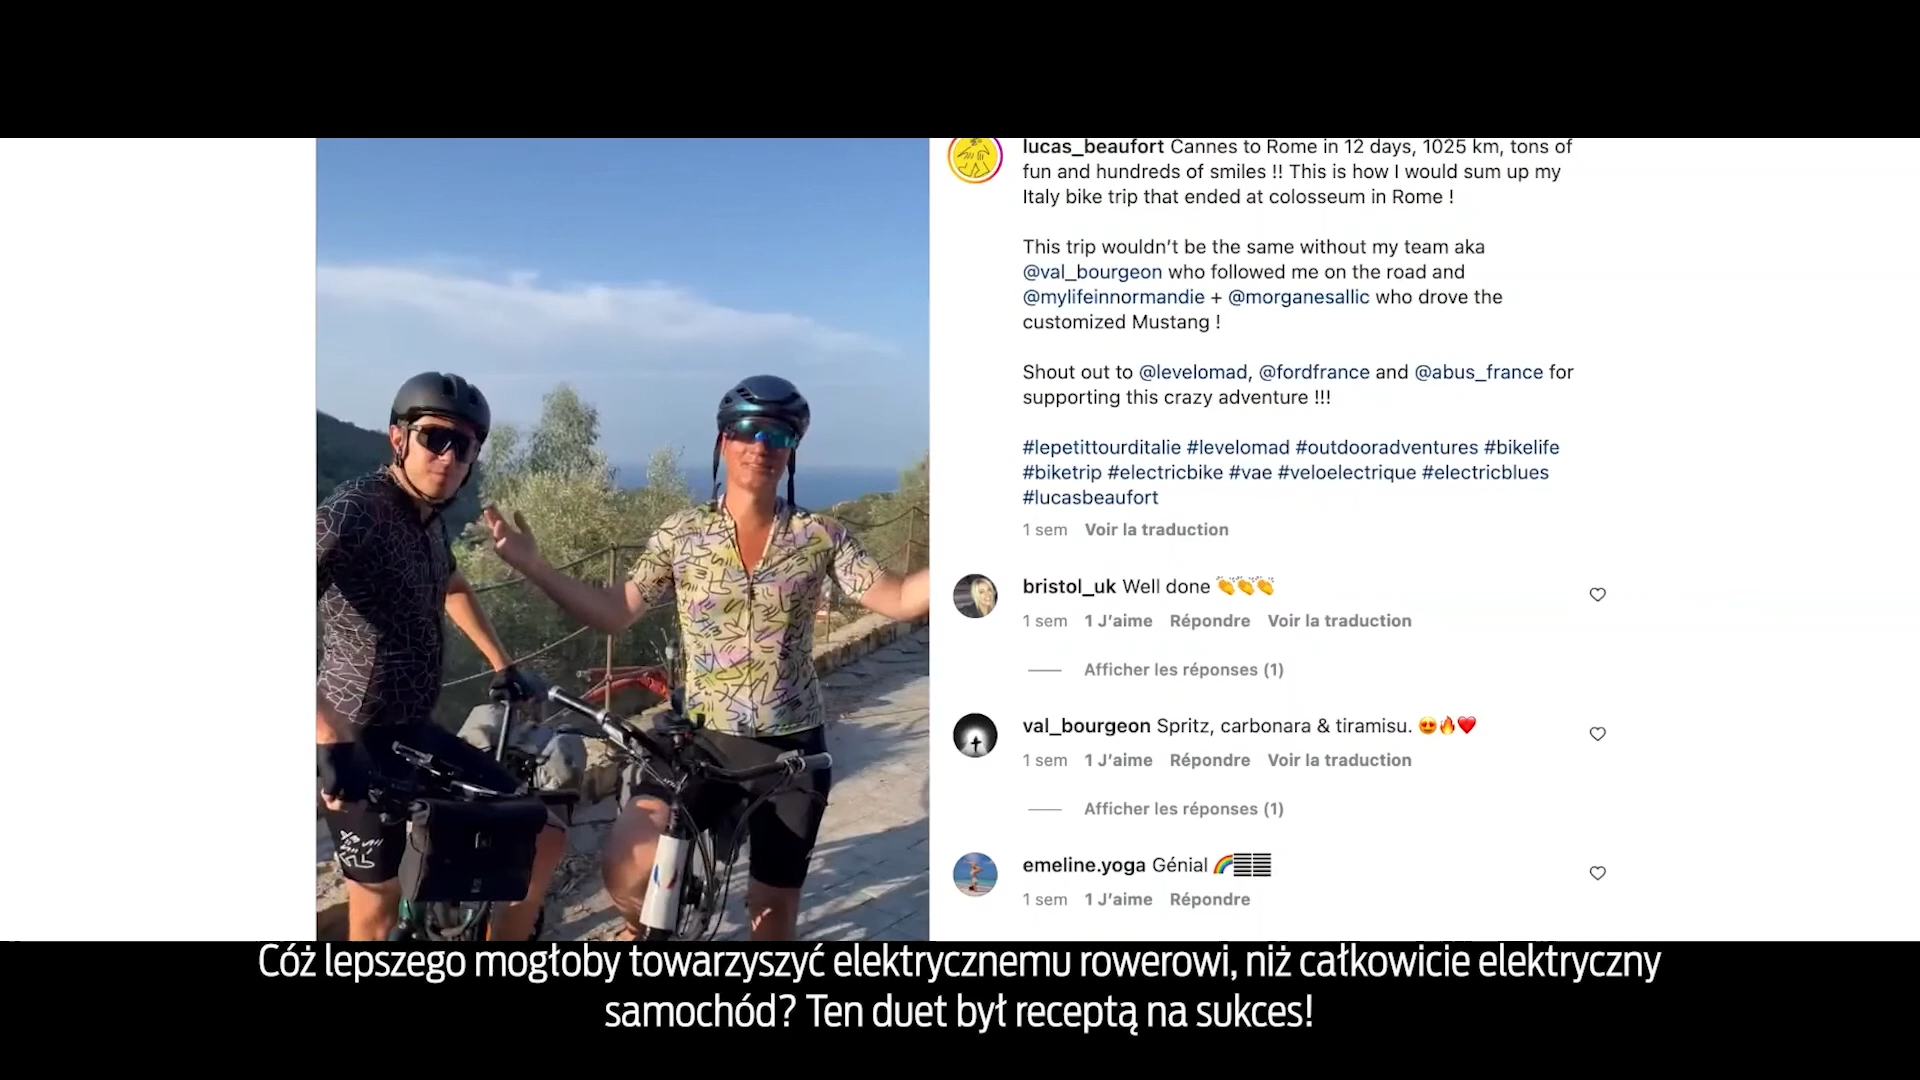 lucas_beaufort Cannes to Rome in 12 days, 1025 km, tons of
fun and hundreds of smiles !! This is how I would sum up my
Italy bike trip that ended at colosseum in Rome !
This trip wouldn’t be the same without my team aka
@val_bourgeon who followed me on the road and
@mylifeinnormandie + @morganesallic who drove the
customized Mustang !
Shout out to @levelomad, @fordfrance and @abus_france for
supporting this crazy adventure !!!
#lepetittourditalie #levelomad #outdooradventures #bikelife
#biketrip #electricbike #vae #veloelectrique #electricblues
#lucasbeaufort
1 sem Voir la traduction
bristol_uk Well done 👏👏👏
1 sem 1 J’aime Répondre Voir la traduction
Afficher les réponses (1)
val_bourgeon Spritz, carbonara & tiramisu. 😍🔥❤️
1 sem 1 J’aime Répondre Voir la traduction
Afficher les réponses (1)
emeline.yoga Génial 🌈
1 sem 1 J’aime Répondre
Cóż lepszego mogłoby towarzyszyć elektrycznemu rowerowi, niż całkowicie elektryczny
samochód? Ten duet był receptą na sukces!